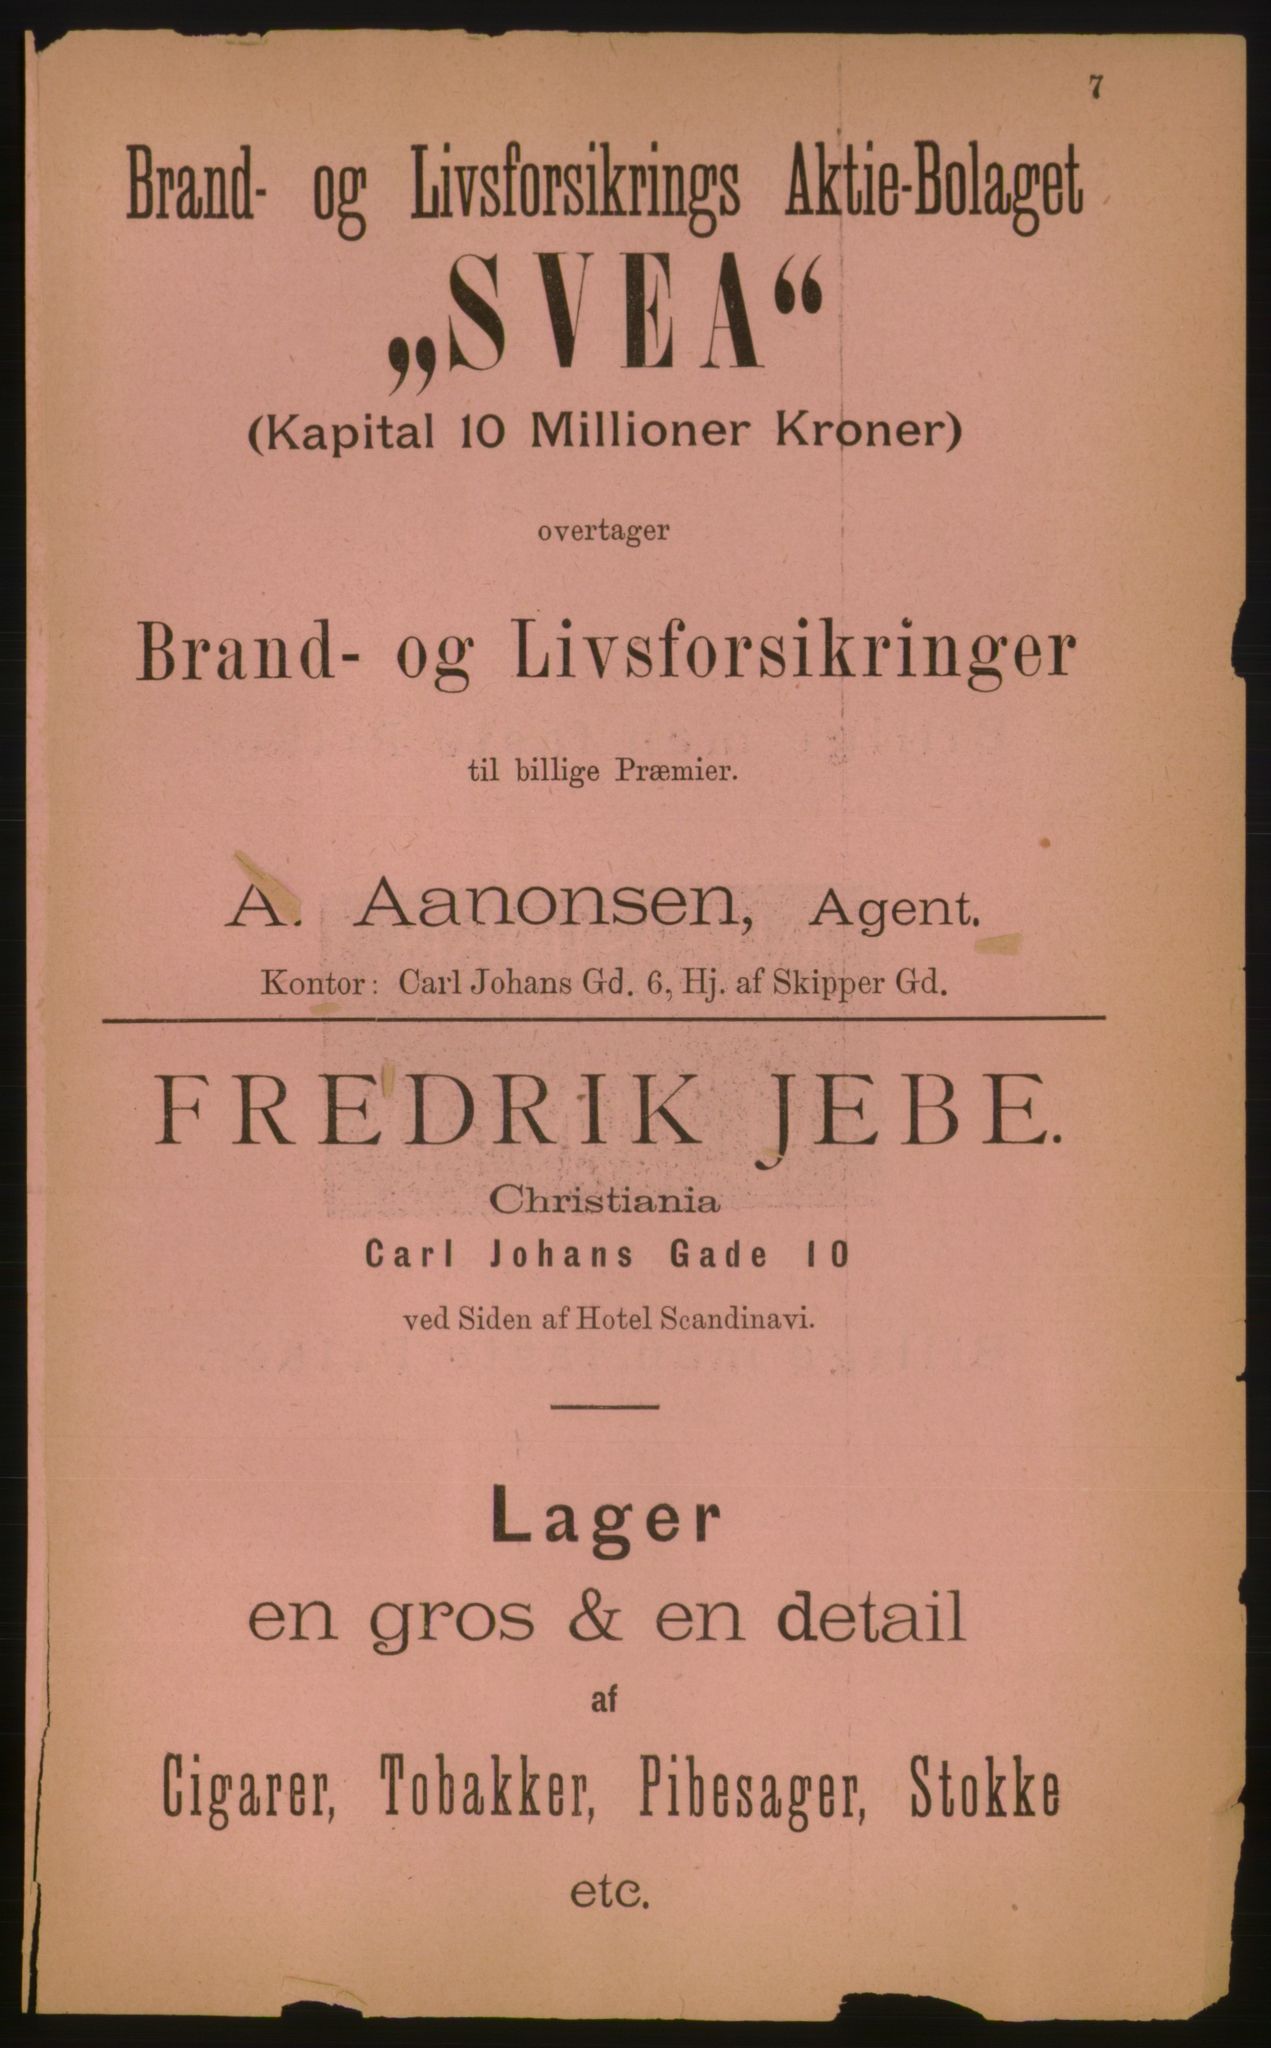 7
Brand- og Livsforsikrings Aktie-Bolaget
„SVEA“
(Kapital 10 Millioner Kroner)
overtager
Brand- og Livsforsikringer
til billige Præmier.
A. Aanonsen, Agent.
Kontor: Carl Johans Gd. 6, Hj. af Skipper Gd.
FREDRIK JEBE.
Christiania
Carl Johans Gade 10
ved Siden af Hotel Scandinavi.
Lager
en gros & en detail
af
Cigarer, Tobakker, Pibesager, Stokke
etc.